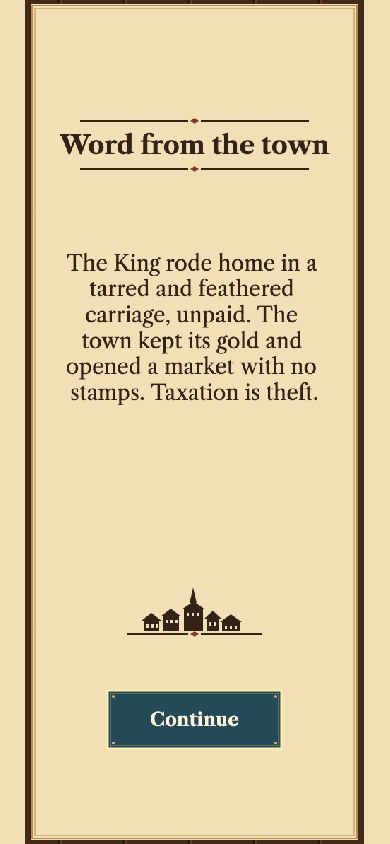 Word from the town
The King rode home in a
tarred and feathered
carriage, unpaid. The
town kept its gold and
opened a market with no
stamps. Taxation is theft.
Continue